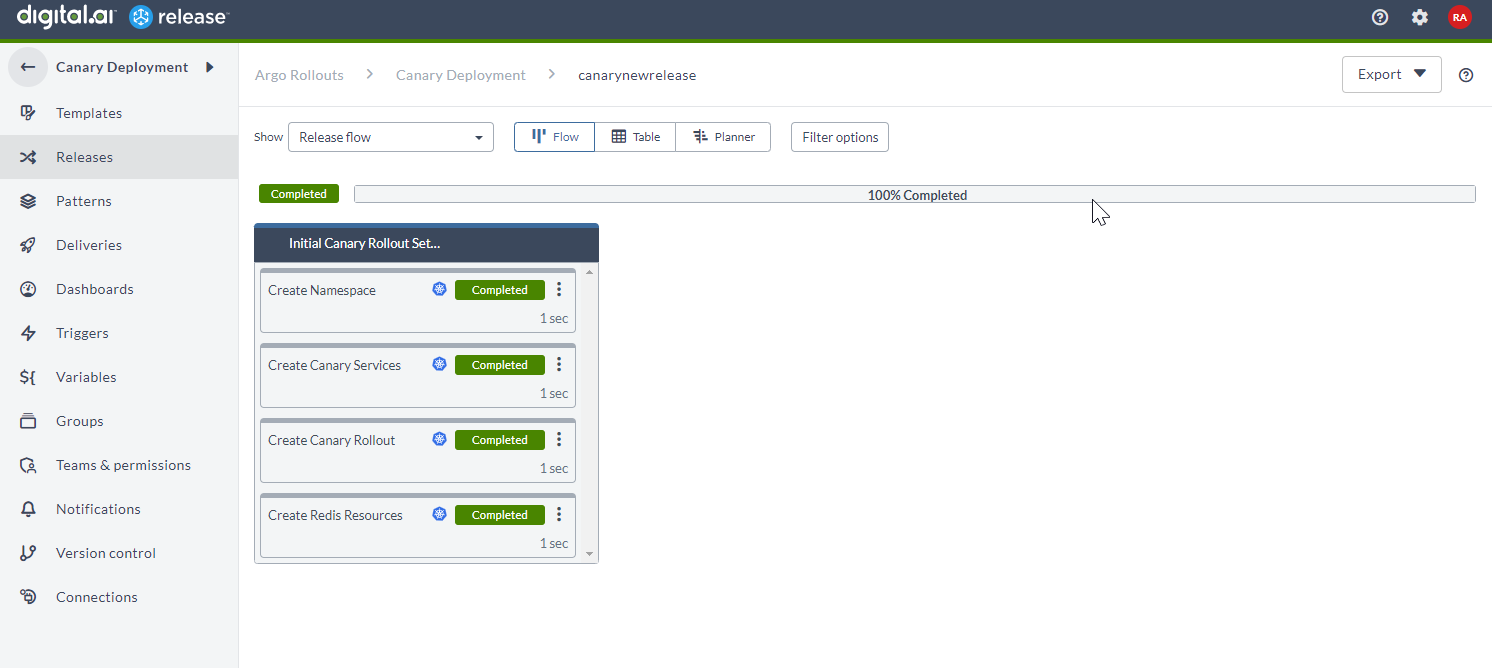 digital.ai release™
RA
Canary Deployment
Templates
Releases
Patterns
Deliveries
Dashboards
Triggers
${ Variables
Groups
Teams & permissions
Notifications
Version control
Connections
Argo Rollouts > Canary Deployment > canarynewrelease
Export
Show Release flow Flow Table Planner Filter options
Completed 100% Completed
Initial Canary Rollout Set...
Create Namespace Completed
1 sec
Create Canary Services Completed
1 sec
Create Canary Rollout Completed
1 sec
Create Redis Resources Completed
1 sec